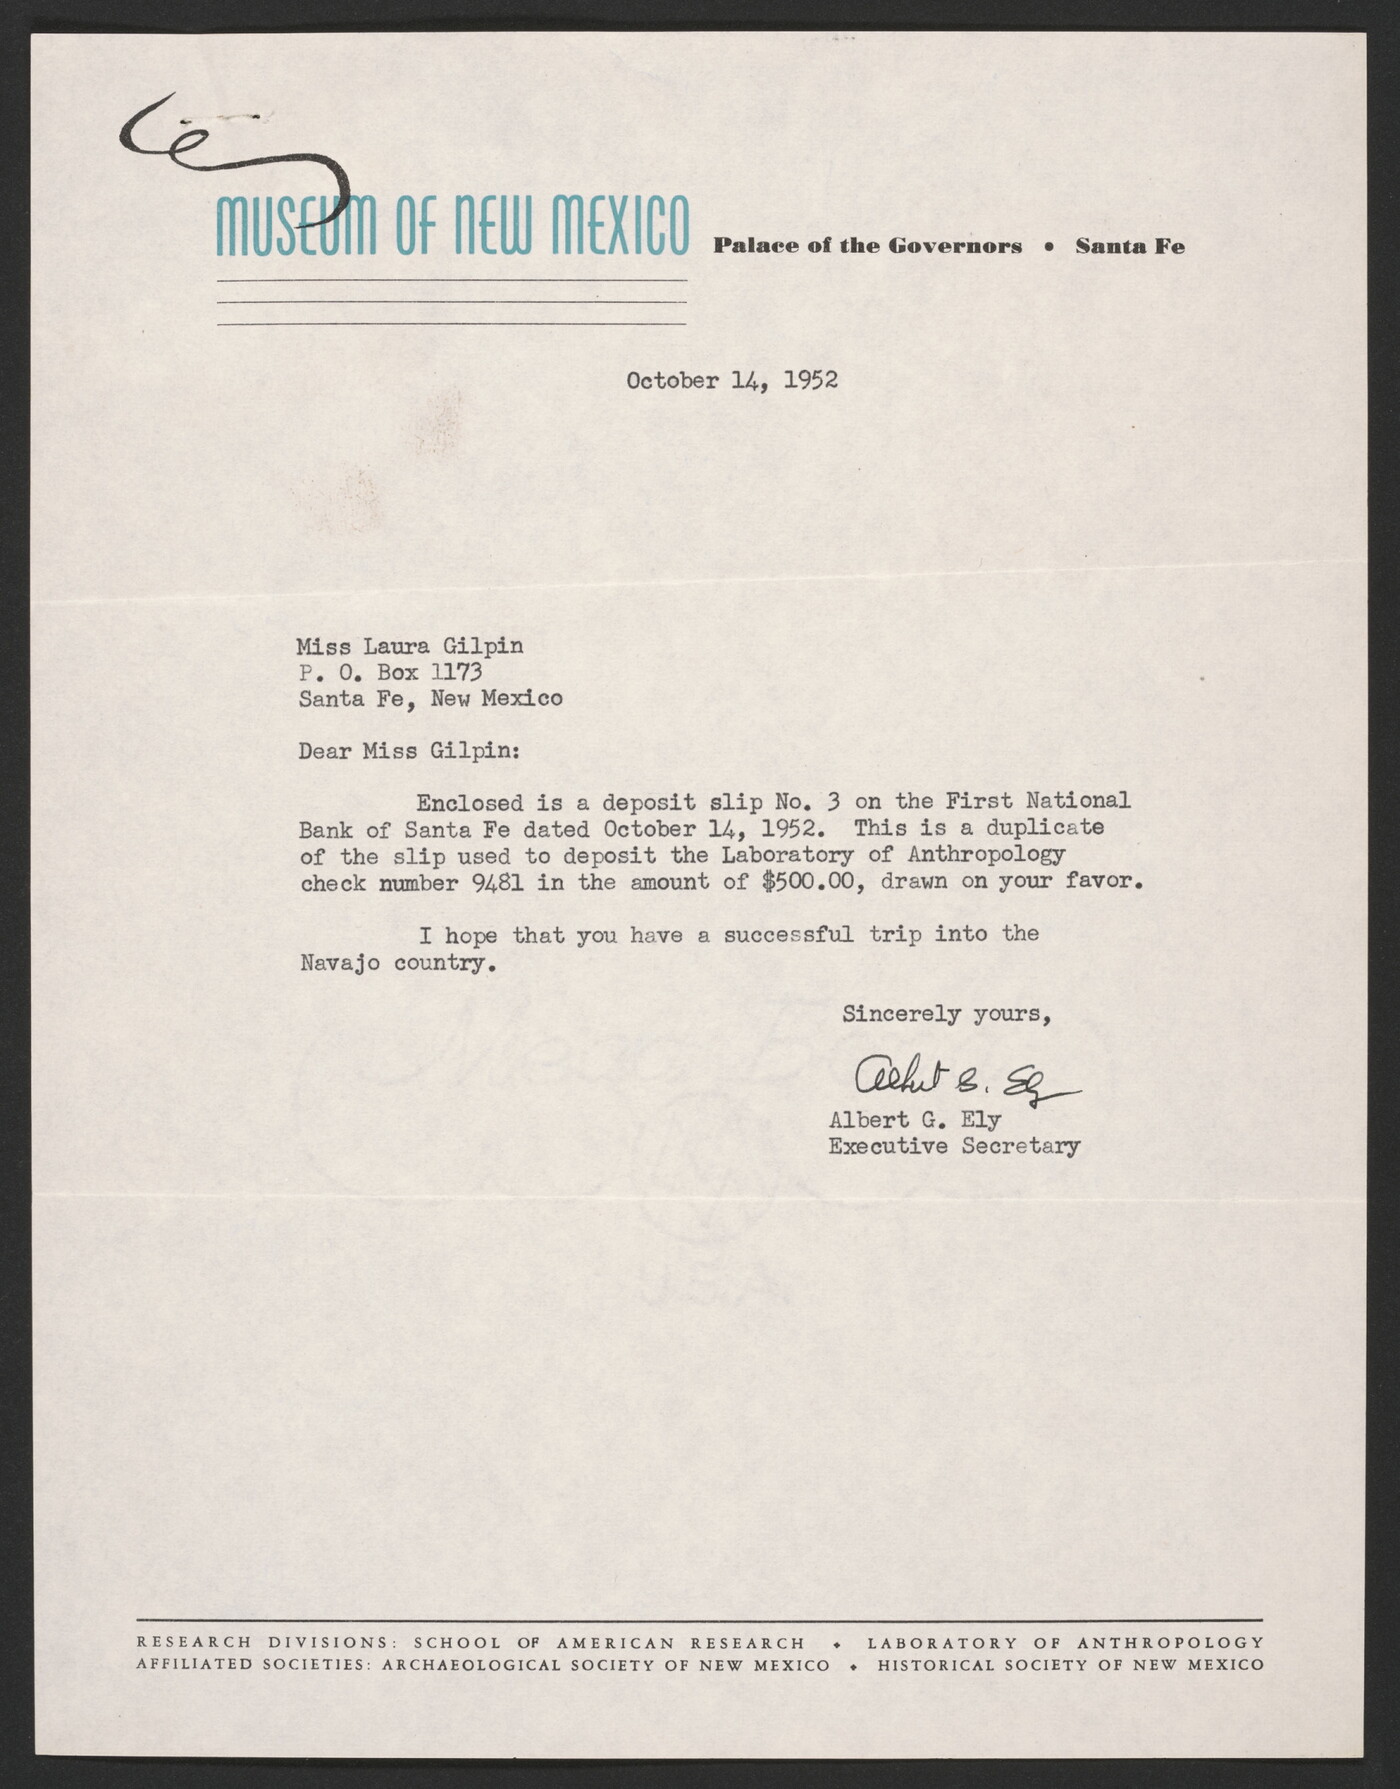 MUSEUM OF NEW MEXICO Palace of the Governors • Santa Fe
October 14, 1952
Miss Laura Gilpin
P. O. Box 1173
Santa Fe, New Mexico
Dear Miss Gilpin:
Enclosed is a deposit slip No. 3 on the First National
Bank of Santa Fe dated October 14, 1952. This is a duplicate
of the slip used to deposit the Laboratory of Anthropology
check number 9481 in the amount of $500.00, drawn on your favor.
I hope that you have a successful trip into the
Navajo country.
Sincerely yours,
Albert G. Ely
Albert G. Ely
Executive Secretary
RESEARCH DIVISIONS: SCHOOL OF AMERICAN RESEARCH ⬥ LABORATORY OF ANTHROPOLOGY
AFFILIATED SOCIETIES: ARCHAEOLOGICAL SOCIETY OF NEW MEXICO ⬥ HISTORICAL SOCIETY OF NEW MEXICO